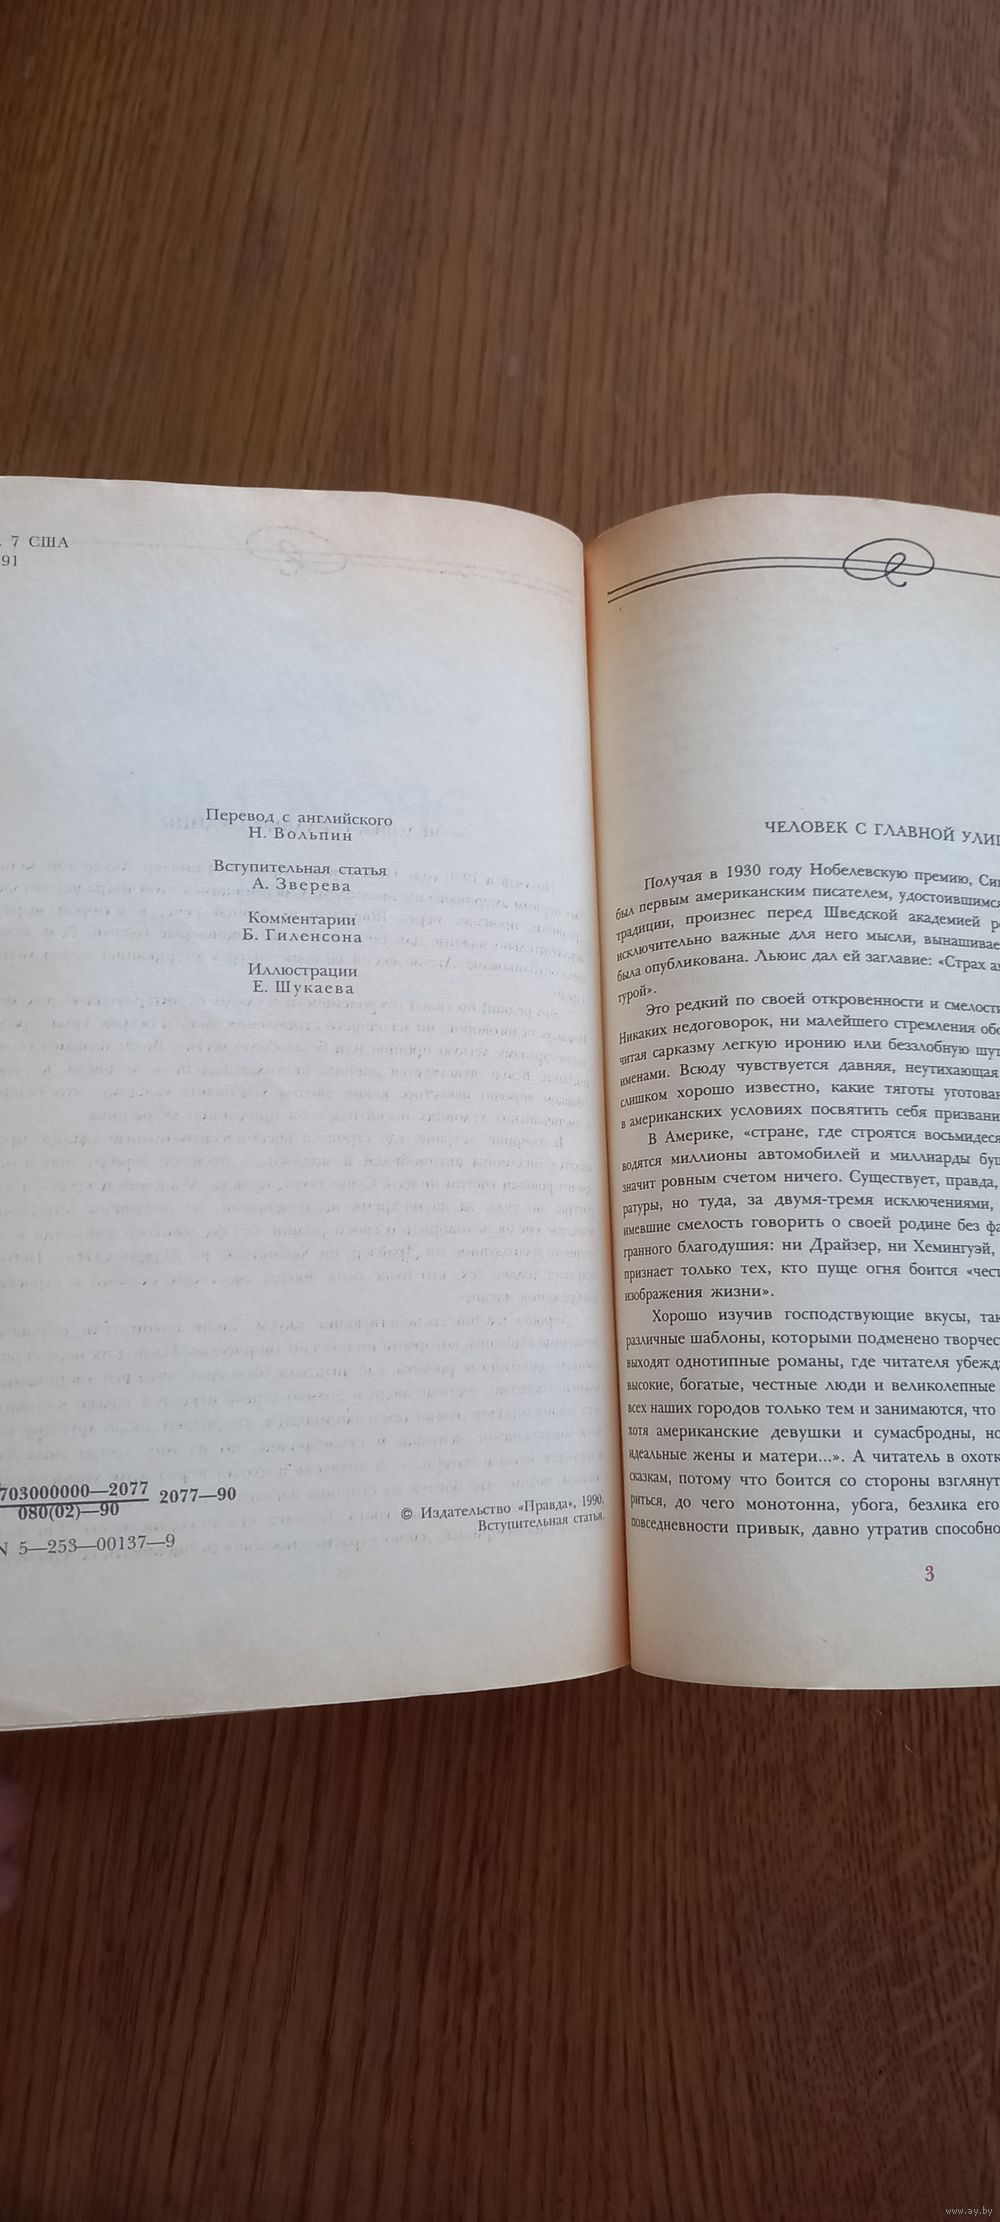 . 7 США
91
Перевод с английского
Н. Вольпин
Вступительная статья
А. Зверева
Комментарии
Б. Гиленсона
Иллюстрации
Е. Шукаева
703000000—2077
080(02)—90
2077—90
N 5—253—00137—9
© Издательство «Правда», 1990.
Вступительная статья.
ЧЕЛОВЕК С ГЛАВНОЙ УЛИ
Получая в 1930 году Нобелевскую премию, Син
был первым американским писателем, удостоившимся
традиции, произнес перед Шведской академией р
исключительно важные для него мысли, вынашивае
была опубликована. Льюис дал ей заглавие: «Страх а
турой».
Это редкий по своей откровенности и смелост
Никаких недоговорок, ни малейшего стремления обо
читая сарказму легкую иронию или беззлобную шут
именами. Всюду чувствуется давняя, неутихающая
слишком хорошо известно, какие тяготы уготован
в американских условиях посвятить себя призвани
В Америке, «стране, где строятся восьмидеся
водятся миллионы автомобилей и миллиарды бу
значит ровным счетом ничего. Существует, правда,
ратуры, но туда, за двумя-тремя исключениями,
имевшие смелость говорить о своей родине без фа
гранного благодушия: ни Драйзер, ни Хемингуэй,
признает только тех, кто пуще огня боится «чест
изображения жизни».
Хорошо изучив господствующие вкусы, так
различные шаблоны, которыми подменено творчес
выходят однотипные романы, где читателя убежда
высокие, богатые, честные люди и великолепные
всех наших городов только тем и занимаются, что
хотя американские девушки и сумасбродны, но
идеальные жены и матери...». А читатель в охотк
сказкам, потому что боится со стороны взглянут
риться, до чего монотонна, убога, безлика его
повседневности привык, давно утратив способно
3
www.ay.by